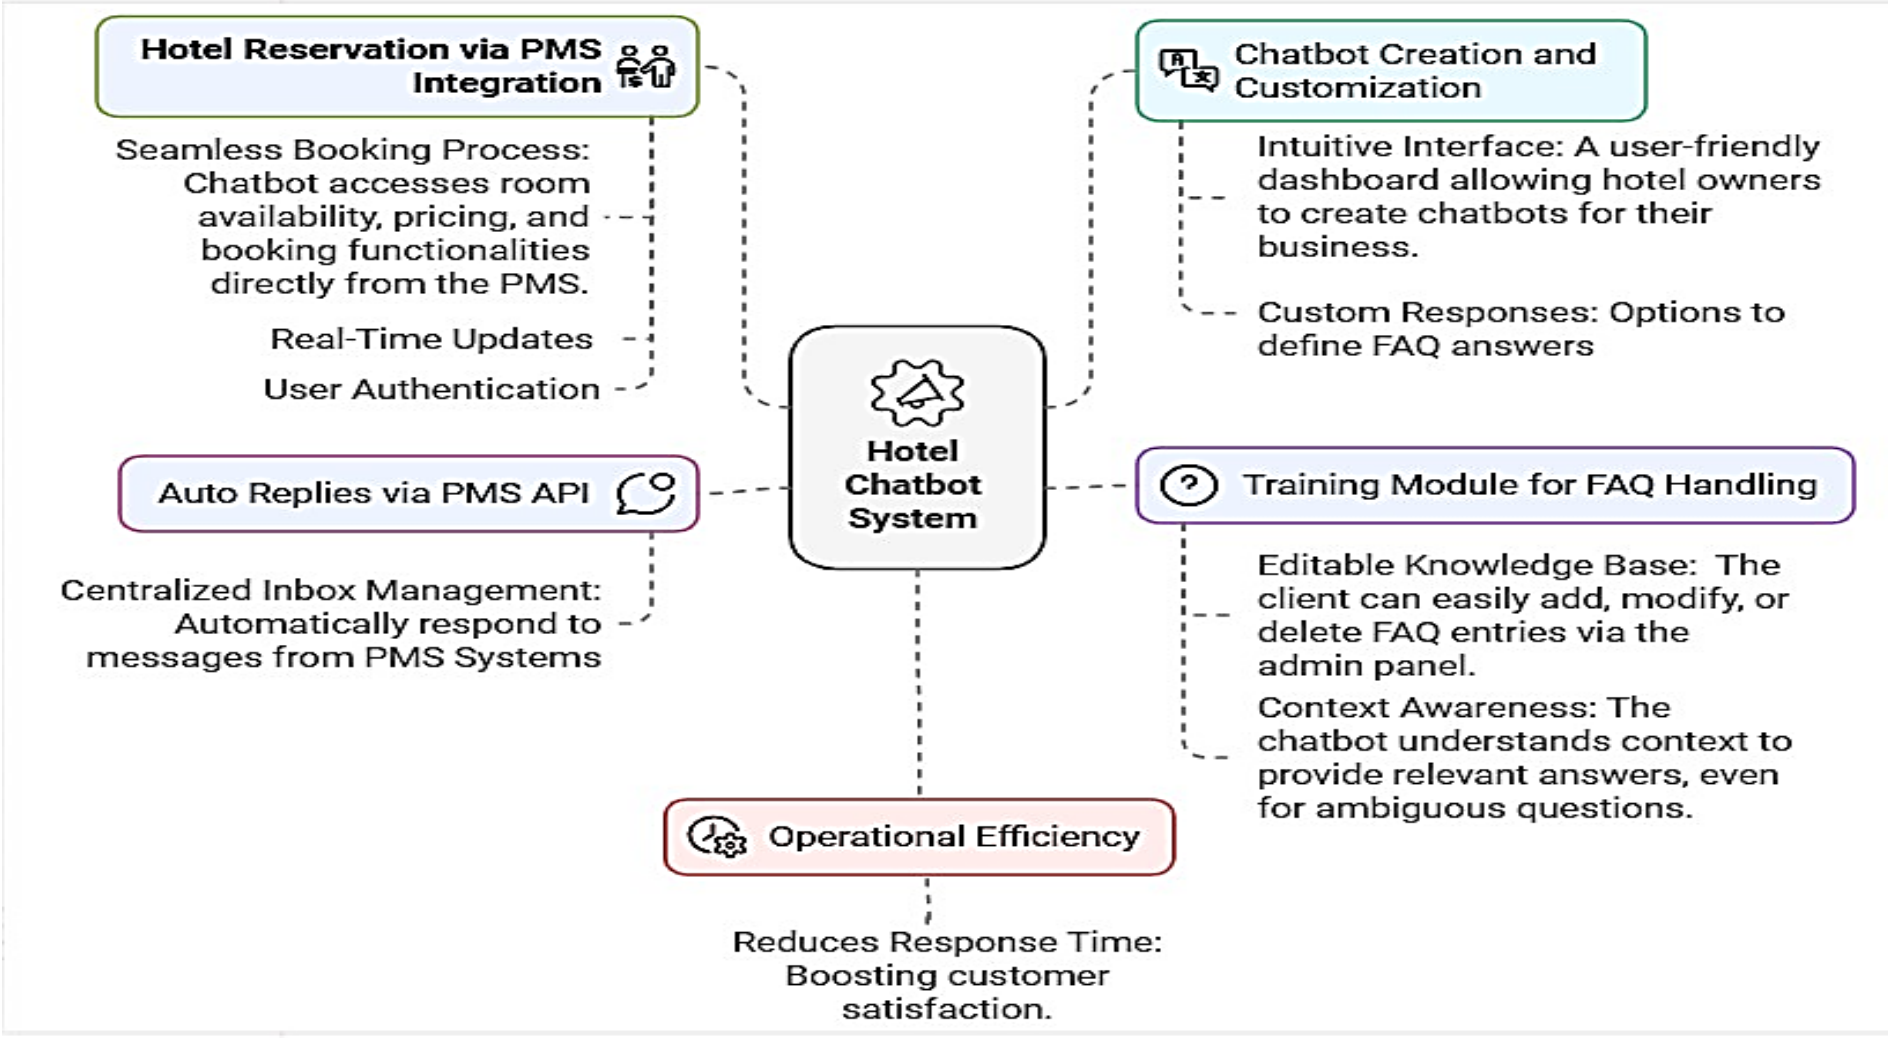 Hotel Reservation via PMS
Integration
Seamless Booking Process:
Chatbot accesses room
availability, pricing, and
booking functionalities
directly from the PMS.
Real-Time Updates
User Authentication
Auto Replies via PMS API
Centralized Inbox Management:
Automatically respond to
messages from PMS Systems
Hotel
Chatbot
System
Chatbot Creation and
Customization
Intuitive Interface: A user-friendly
dashboard allowing hotel owners
to create chatbots for their
business.
Custom Responses: Options to
define FAQ answers
Training Module for FAQ Handling
Editable Knowledge Base: The
client can easily add, modify, or
delete FAQ entries via the
admin panel.
Context Awareness: The
chatbot understands context to
provide relevant answers, even
for ambiguous questions.
Operational Efficiency
Reduces Response Time:
Boosting customer
satisfaction.